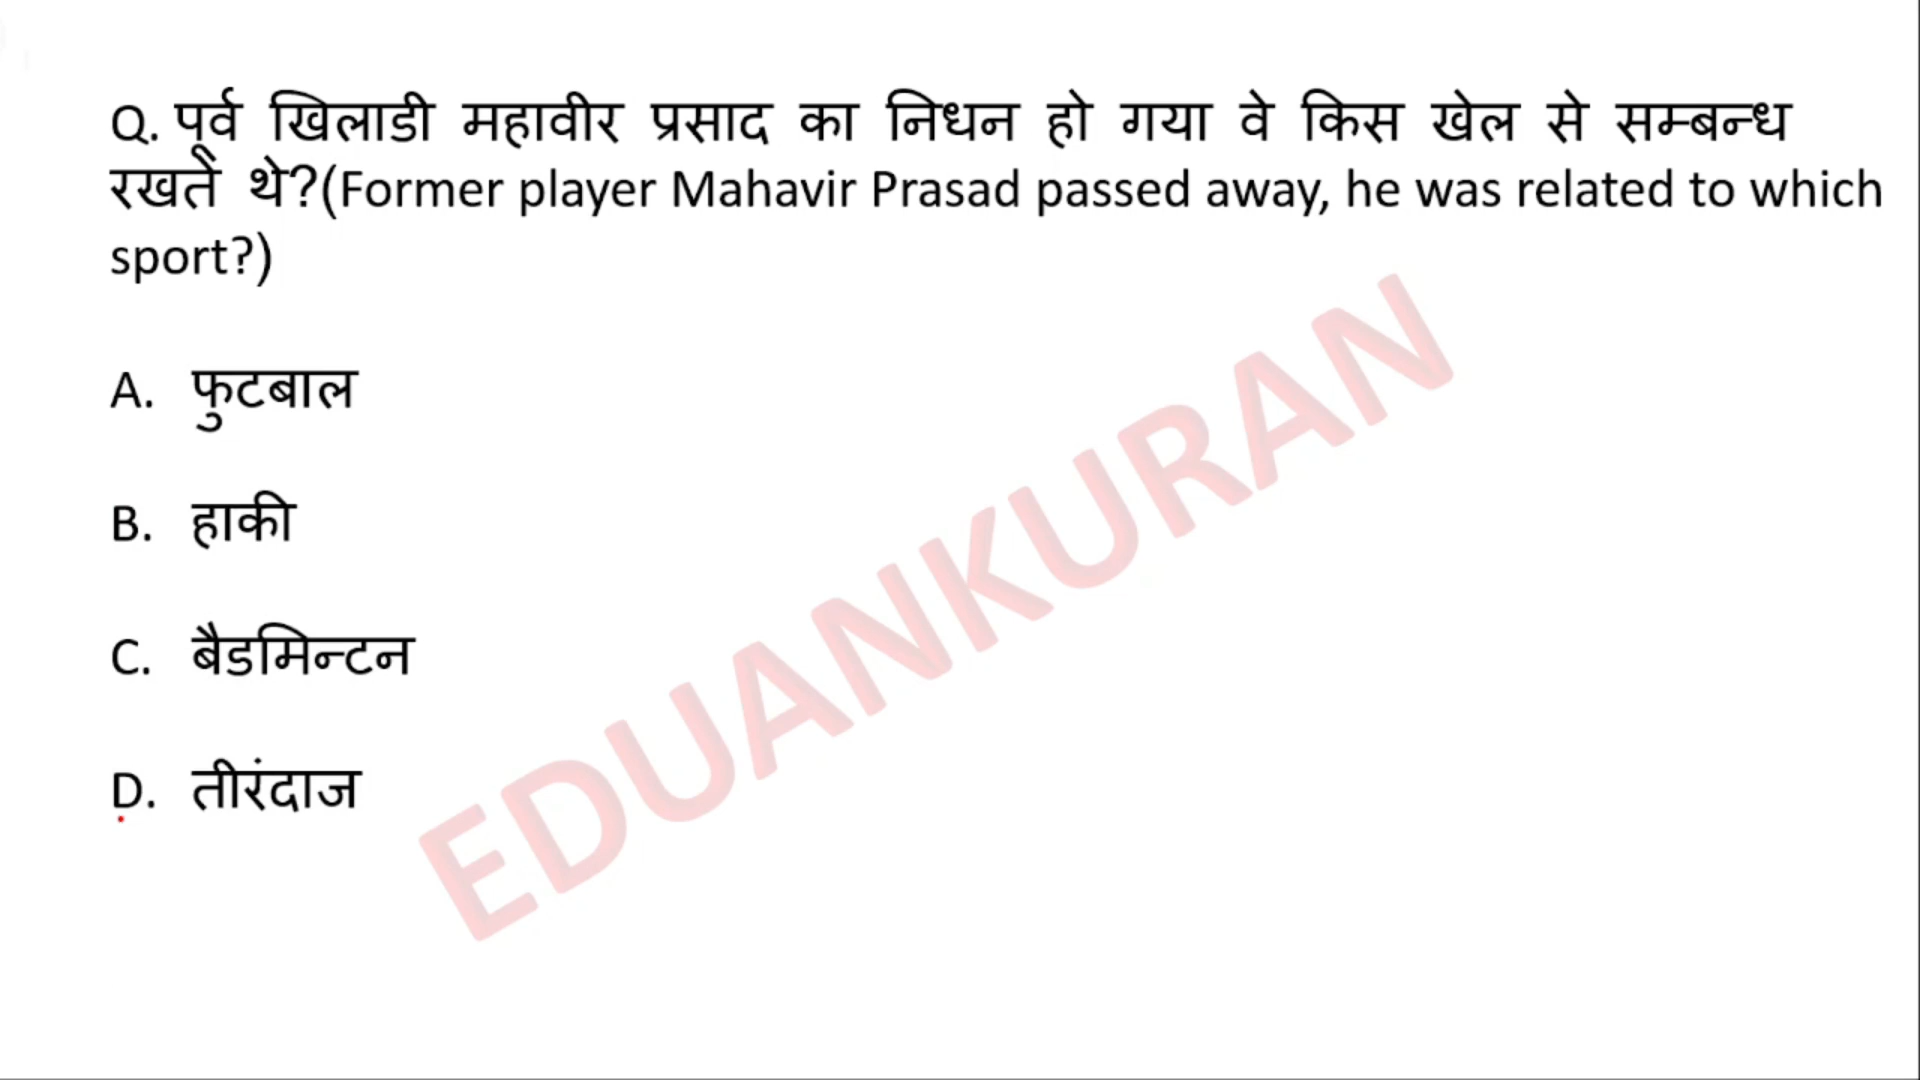 Q. पूर्व खिलाडी महावीर प्रसाद का निधन हो गया वे किस खेल से सम्बन्ध
रखते थे?(Former player Mahavir Prasad passed away, he was related to which
sport?)
A. फुटबाल
B. हाकी
C. बैडमिन्टन
D. तीरंदाज
EDUANKURAN